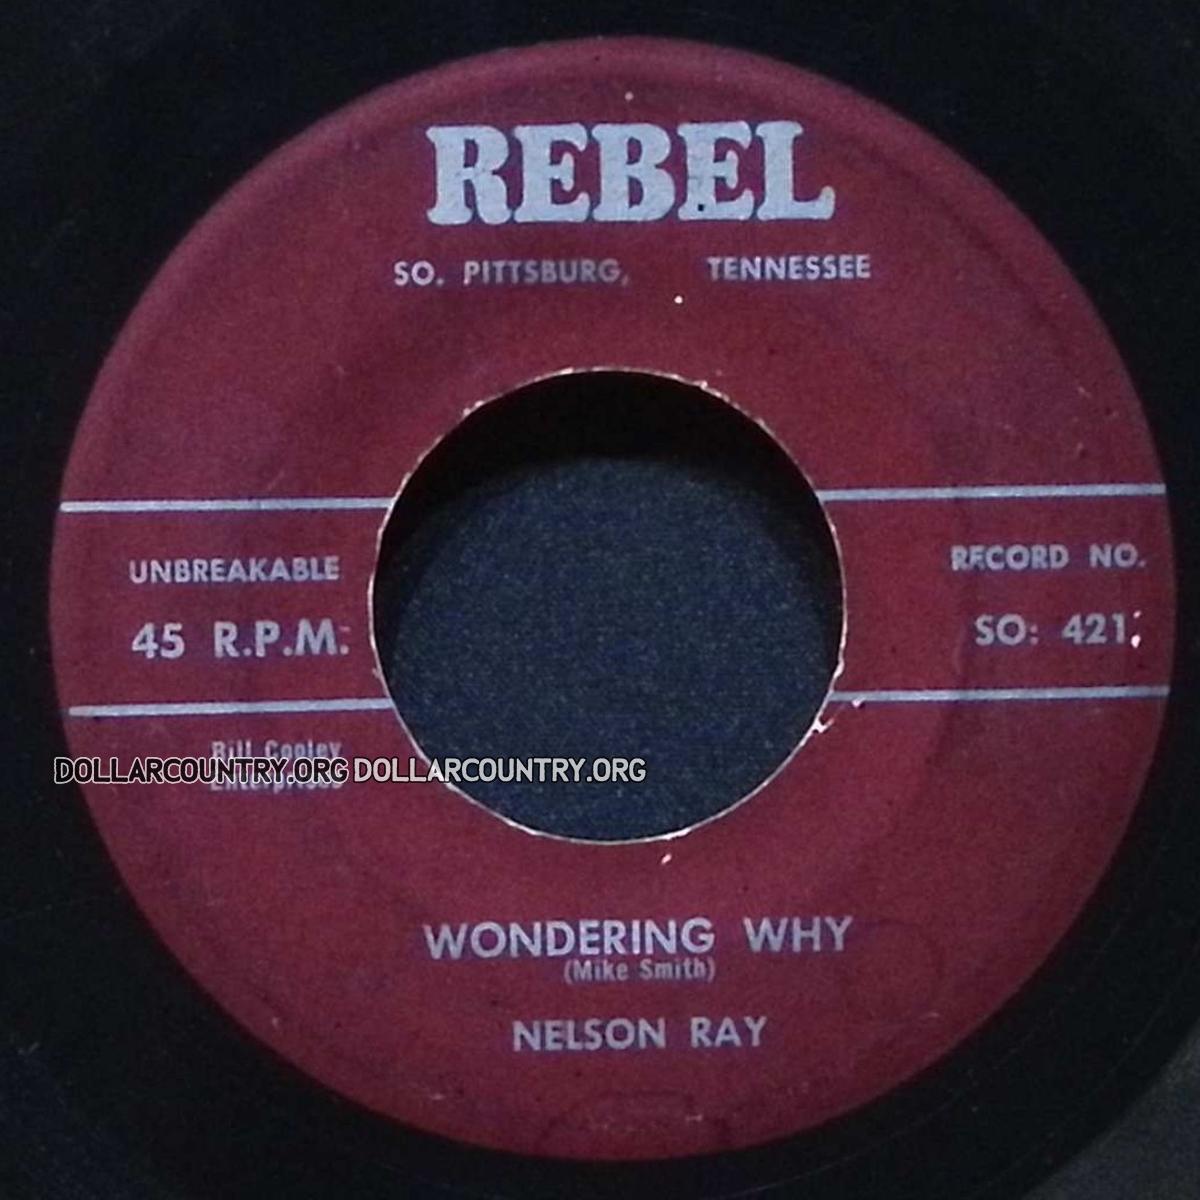 REBEL
SO. PITTSBURG, TENNESSEE
UNBREAKABLE
45 R.P.M.
RECORD NO.
SO: 421
Bill Cooley
DOLLARCOUNTRY.ORG DOLLARCOUNTRY.ORG
Enterprises
WONDERING WHY
(Mike Smith)
NELSON RAY